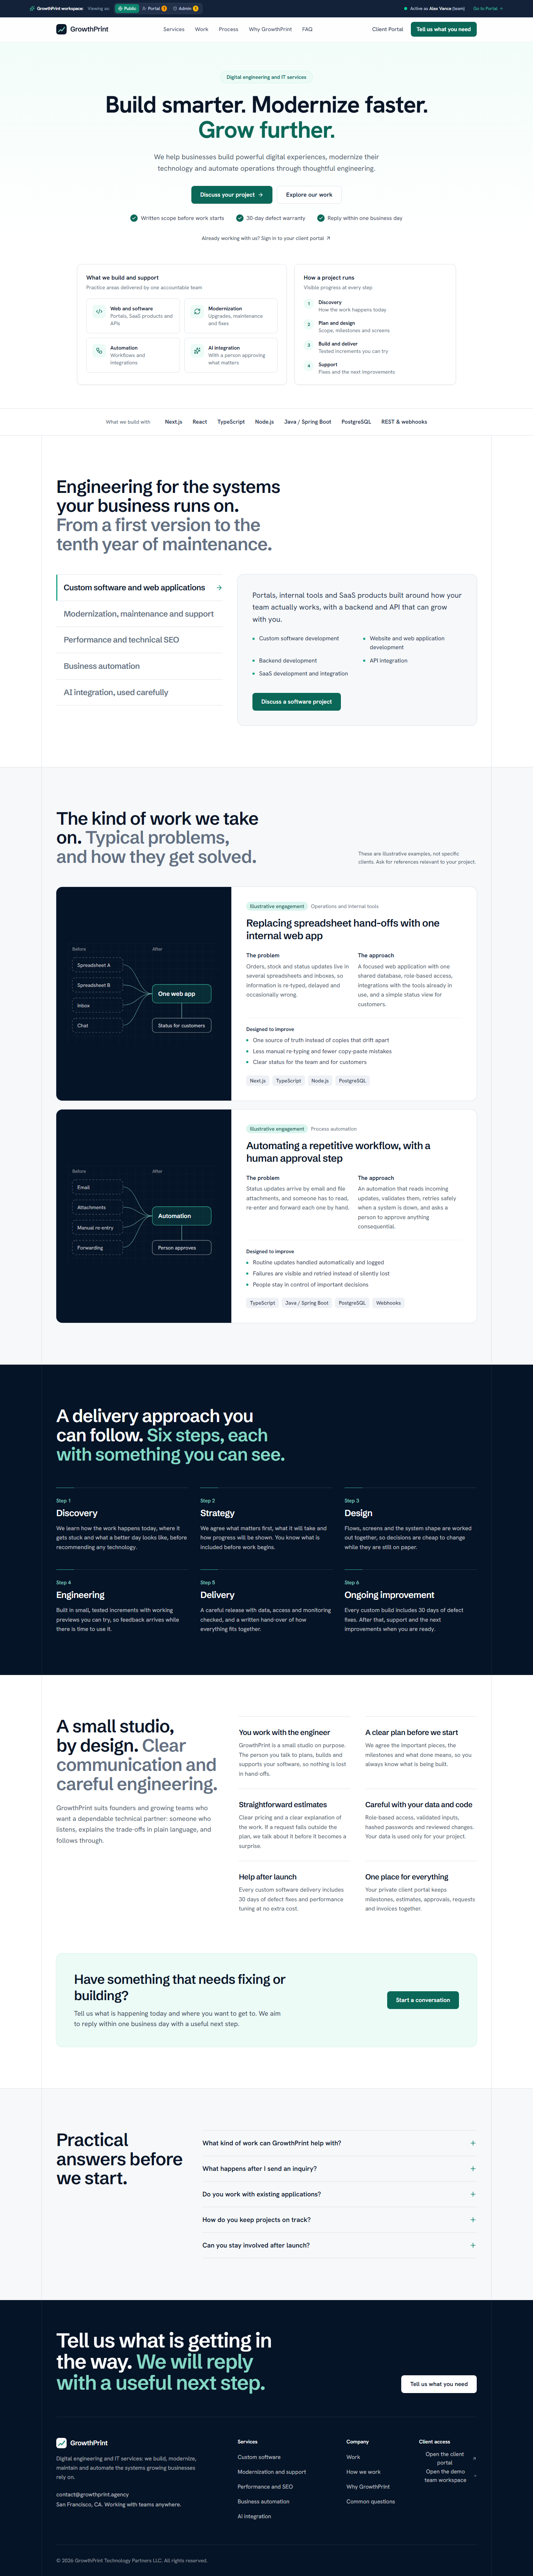 GrowthPrint workspace: Viewing as: Public Portal 1 Admin 1 Active as Alex Vance (team) Go to Portal
GrowthPrint Services Work Process Why GrowthPrint FAQ Client Portal Tell us what you need
Digital engineering and IT services
Build smarter. Modernize faster.
Grow further.
We help businesses build powerful digital experiences, modernize their
technology and automate operations through thoughtful engineering.
Discuss your project → Explore our work
Written scope before work starts 30-day defect warranty Reply within one business day
Already working with us? Sign in to your client portal ↗
What we build and support
Practice areas delivered by one accountable team
Web and software
Portals, SaaS products and
APIs
Modernization
Upgrades, maintenance
and fixes
Automation
Workflows and
integrations
AI integration
With a person approving
what matters
How a project runs
Visible progress at every step
1 Discovery
How the work happens today
2 Plan and design
Scope, milestones and screens
3 Build and deliver
Tested increments you can try
4 Support
Fixes and the next improvements
What we build with Next.js React TypeScript Node.js Java / Spring Boot PostgreSQL REST & webhooks
Engineering for the systems
your business runs on.
From a first version to the
tenth year of maintenance.
Custom software and web applications →
Modernization, maintenance and support
Performance and technical SEO
Business automation
AI integration, used carefully
Portals, internal tools and SaaS products built around how your
team actually works, with a backend and API that can grow
with you.
Custom software development
Website and web application
development
Backend development
API integration
SaaS development and integration
Discuss a software project
The kind of work we take
on. Typical problems,
and how they get solved.
These are illustrative examples, not specific
clients. Ask for references relevant to your project.
Before After
Spreadsheet A
Spreadsheet B
Inbox
Chat
One web app
Status for customers
Illustrative engagement Operations and internal tools
Replacing spreadsheet hand-offs with one
internal web app
The problem
Orders, stock and status updates live in
several spreadsheets and inboxes, so
information is re-typed, delayed and
occasionally wrong.
The approach
A focused web application with one
shared database, role-based access,
integrations with the tools already in
use, and a simple status view for
customers.
Designed to improve
One source of truth instead of copies that drift apart
Less manual re-typing and fewer copy-paste mistakes
Clear status for the team and for customers
Next.js TypeScript Node.js PostgreSQL
Before After
Email
Attachments
Manual re-entry
Forwarding
Automation
Person approves
Illustrative engagement Process automation
Automating a repetitive workflow, with a
human approval step
The problem
Status updates arrive by email and file
attachments, and someone has to read,
re-enter and forward each one by hand.
The approach
An automation that reads incoming
updates, validates them, retries safely
when a system is down, and asks a
person to approve anything
consequential.
Designed to improve
Routine updates handled automatically and logged
Failures are visible and retried instead of silently lost
People stay in control of important decisions
TypeScript Java / Spring Boot PostgreSQL Webhooks
A delivery approach you
can follow. Six steps, each
with something you can see.
Step 1
Discovery
We learn how the work happens today, where it
gets stuck and what a better day looks like, before
recommending any technology.
Step 2
Strategy
We agree what matters first, what it will take and
how progress will be shown. You know what is
included before work begins.
Step 3
Design
Flows, screens and the system shape are worked
out together, so decisions are cheap to change
while they are still on paper.
Step 4
Engineering
Built in small, tested increments with working
previews you can try, so feedback arrives while
there is time to use it.
Step 5
Delivery
A careful release with data, access and monitoring
checked, and a written hand-over of how
everything fits together.
Step 6
Ongoing improvement
Every custom build includes 30 days of defect
fixes. After that, support and the next
improvements when you are ready.
A small studio,
by design. Clear
communication and
careful engineering.
GrowthPrint suits founders and growing teams who
want a dependable technical partner: someone who
listens, explains the trade-offs in plain language, and
follows through.
You work with the engineer
GrowthPrint is a small studio on purpose.
The person you talk to plans, builds and
supports your software, so nothing is lost
in hand-offs.
A clear plan before we start
We agree the important pieces, the
milestones and what done means, so you
always know what is being built.
Straightforward estimates
Clear pricing and a clear explanation of
the work. If a request falls outside the
plan, we talk about it before it becomes a
surprise.
Careful with your data and code
Role-based access, validated inputs,
hashed passwords and reviewed changes.
Your data is used only for your project.
Help after launch
Every custom software delivery includes
30 days of defect fixes and performance
tuning at no extra cost.
One place for everything
Your private client portal keeps
milestones, estimates, approvals, requests
and invoices together.
Have something that needs fixing or
building?
Tell us what is happening today and where you want to get to. We aim
to reply within one business day with a useful next step.
Start a conversation
Practical
answers before
we start.
What kind of work can GrowthPrint help with? +
What happens after I send an inquiry? +
Do you work with existing applications? +
How do you keep projects on track? +
Can you stay involved after launch? +
Tell us what is getting in
the way. We will reply
with a useful next step.
Tell us what you need
GrowthPrint
Digital engineering and IT services: we build, modernize,
maintain and automate the systems growing businesses
rely on.
contact@growthprint.agency
San Francisco, CA. Working with teams anywhere.
Services
Custom software
Modernization and support
Performance and SEO
Business automation
AI integration
Company
Work
How we work
Why GrowthPrint
Common questions
Client access
Open the client
portal
Open the demo
team workspace
© 2026 GrowthPrint Technology Partners LLC. All rights reserved.